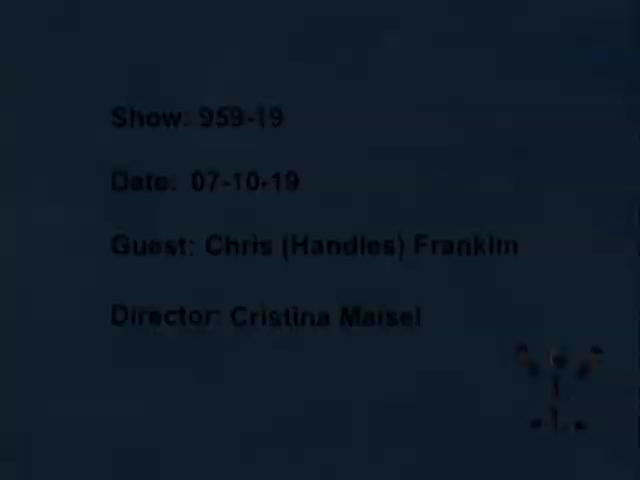 Show: 959-19
Date: 07-10-19
Guest: Chris (Handles) Franklin
Director: Cristina Maisel